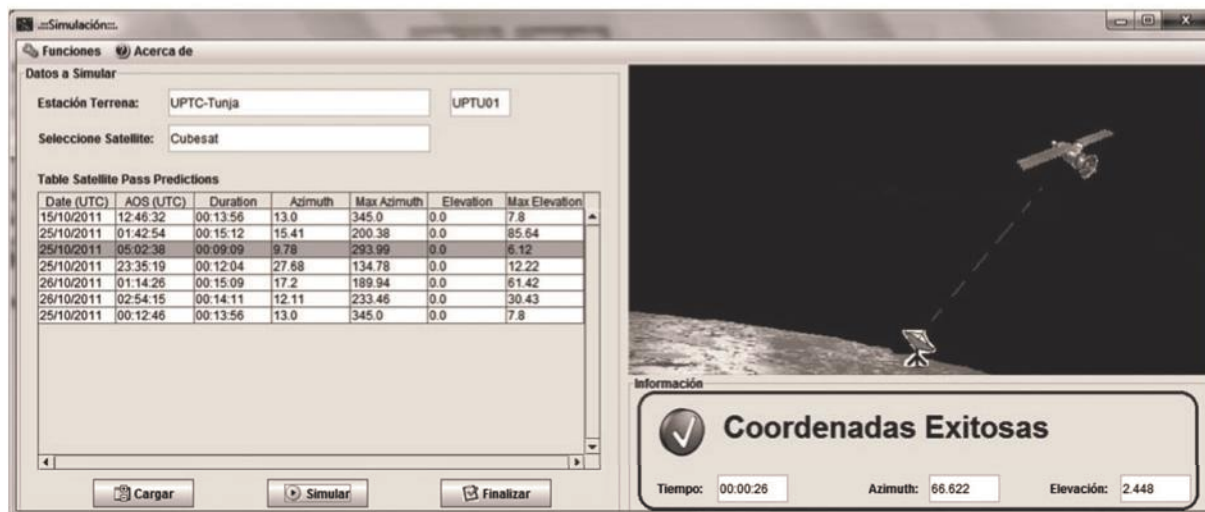 .:::Simulación:::.
Funciones Acerca de
Datos a Simular
Estación Terrena: UPTC-Tunja UPTU01
Seleccione Satellite: Cubesat
Table Satellite Pass Predictions
Date (UTC) AOS (UTC) Duration Azimuth Max Azimuth Elevation Max Elevation
15/10/2011 12:46:32 00:13:56 13.0 345.0 0.0 7.8
25/10/2011 01:42:54 00:15:12 15.41 200.38 0.0 85.64
25/10/2011 05:02:38 00:09:09 9.78 293.99 0.0 6.12
25/10/2011 23:35:19 00:12:04 27.68 134.78 0.0 12.22
26/10/2011 01:14:26 00:15:09 17.2 189.94 0.0 61.42
26/10/2011 02:54:15 00:14:11 12.11 233.46 0.0 30.43
25/10/2011 00:12:46 00:13:56 13.0 345.0 0.0 7.8
Cargar Simular Finalizar
Información
Coordenadas Exitosas
Tiempo: 00:00:26 Azimuth: 66.622 Elevación: 2.448